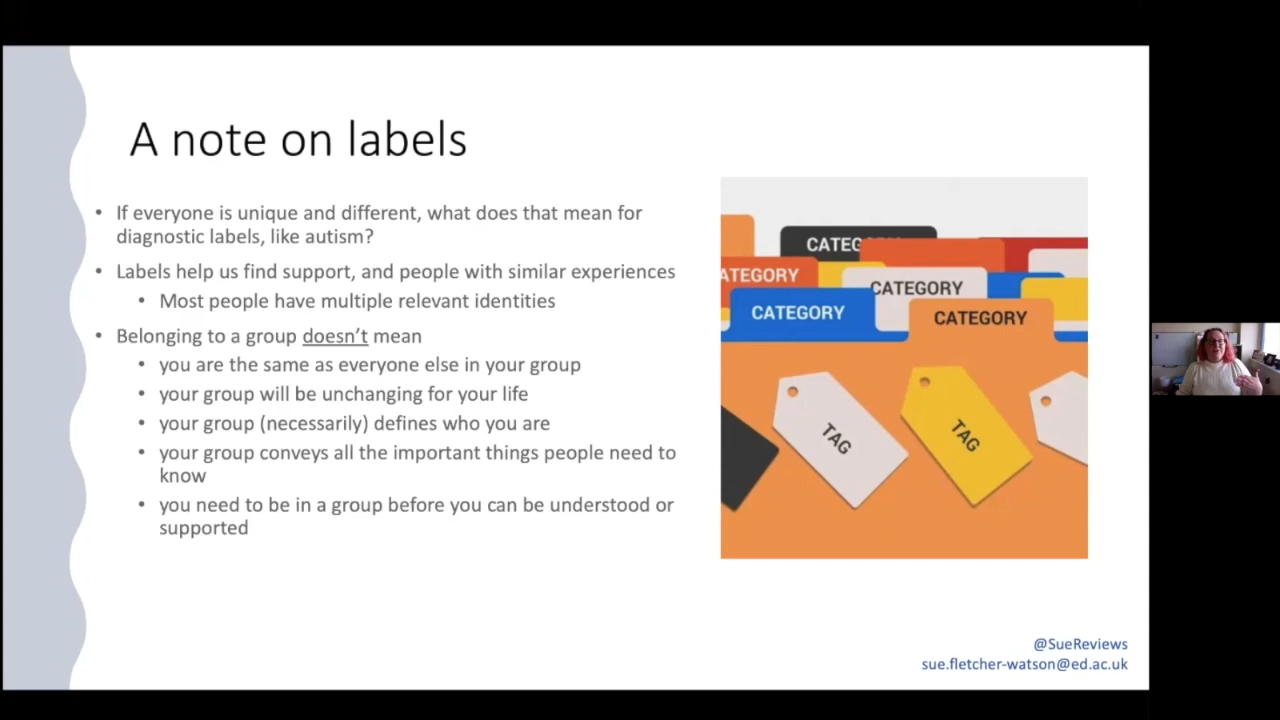 A note on labels
• If everyone is unique and different, what does that mean for
diagnostic labels, like autism?
• Labels help us find support, and people with similar experiences
• Most people have multiple relevant identities
• Belonging to a group doesn't mean
• you are the same as everyone else in your group
• your group will be unchanging for your life
• your group (necessarily) defines who you are
• your group conveys all the important things people need to
know
• you need to be in a group before you can be understood or
supported
CATEG
ATEGORY
CATEGORY
CATEGORY
CATEGORY
TAG
TAG
@SueReviews
sue.fletcher-watson@ed.ac.uk